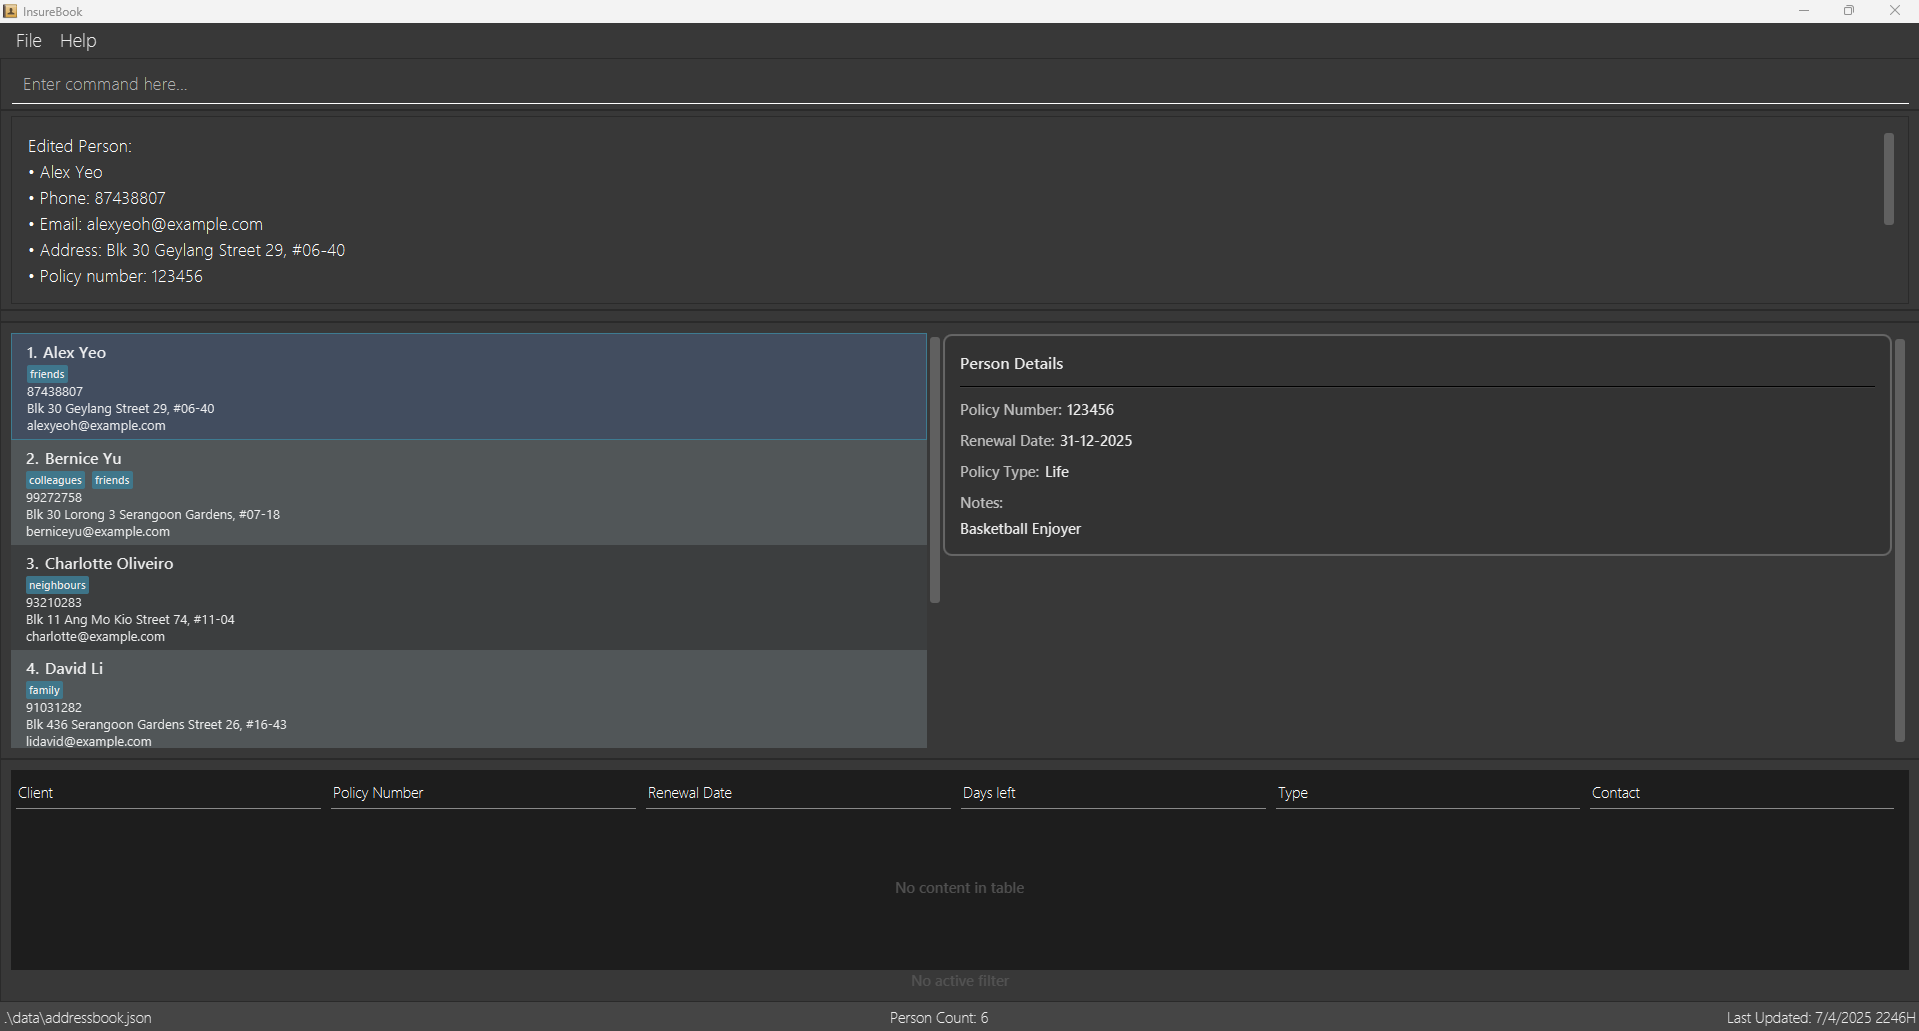 InsureBook
File Help
Enter command here...
Edited Person:
• Alex Yeo
• Phone: 87438807
• Email: alexyeoh@example.com
• Address: Blk 30 Geylang Street 29, #06-40
• Policy number: 123456
1. Alex Yeo
friends
87438807
Blk 30 Geylang Street 29, #06-40
alexyeoh@example.com
2. Bernice Yu
colleagues friends
99272758
Blk 30 Lorong 3 Serangoon Gardens, #07-18
berniceyu@example.com
3. Charlotte Oliveiro
neighbours
93210283
Blk 11 Ang Mo Kio Street 74, #11-04
charlotte@example.com
4. David Li
family
91031282
Blk 436 Serangoon Gardens Street 26, #16-43
lidavid@example.com
Person Details
Policy Number: 123456
Renewal Date: 31-12-2025
Policy Type: Life
Notes:
Basketball Enjoyer
Client Policy Number Renewal Date Days left Type Contact
No content in table
No active filter
.\data\addressbook.json Person Count: 6 Last Updated: 7/4/2025 2246H